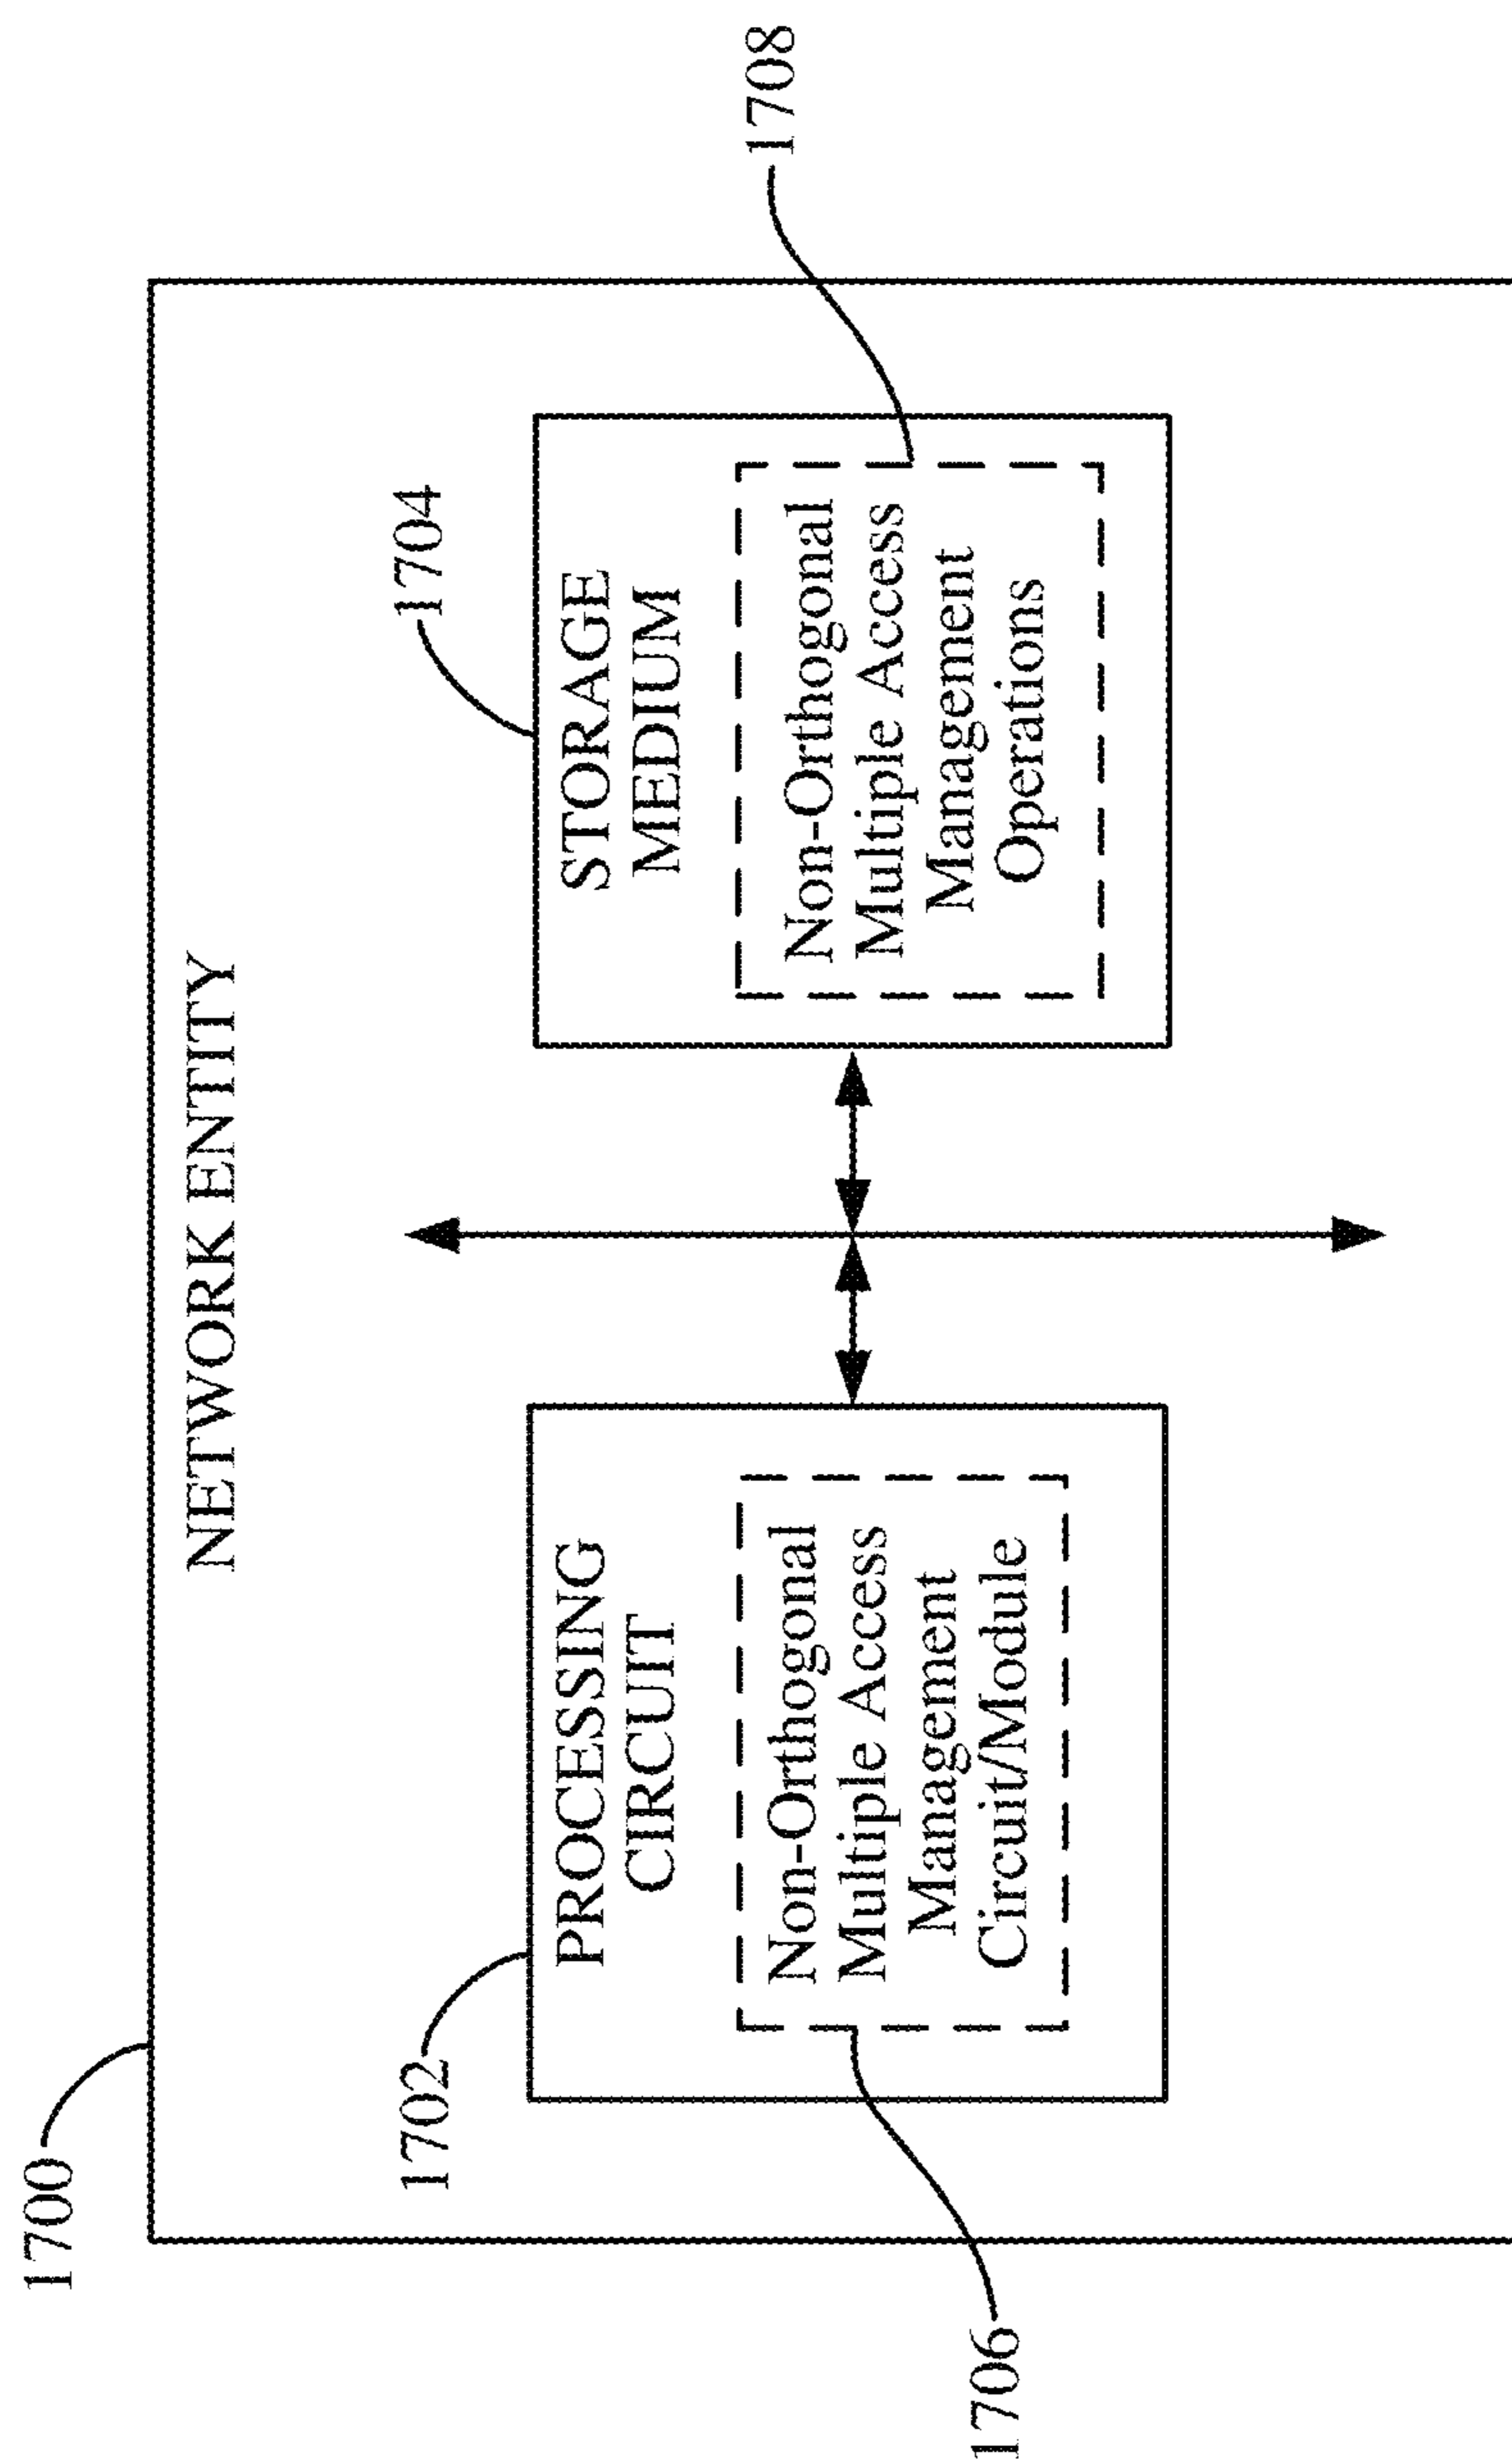 1700
NETWORK ENTITY
1702
1704
PROCESSING
CIRCUIT
Non-Orthogonal
Multiple Access
Management
Circuit/Module
STORAGE
MEDIUM
Non-Orthogonal
Multiple Access
Management
Operations
1706
1708